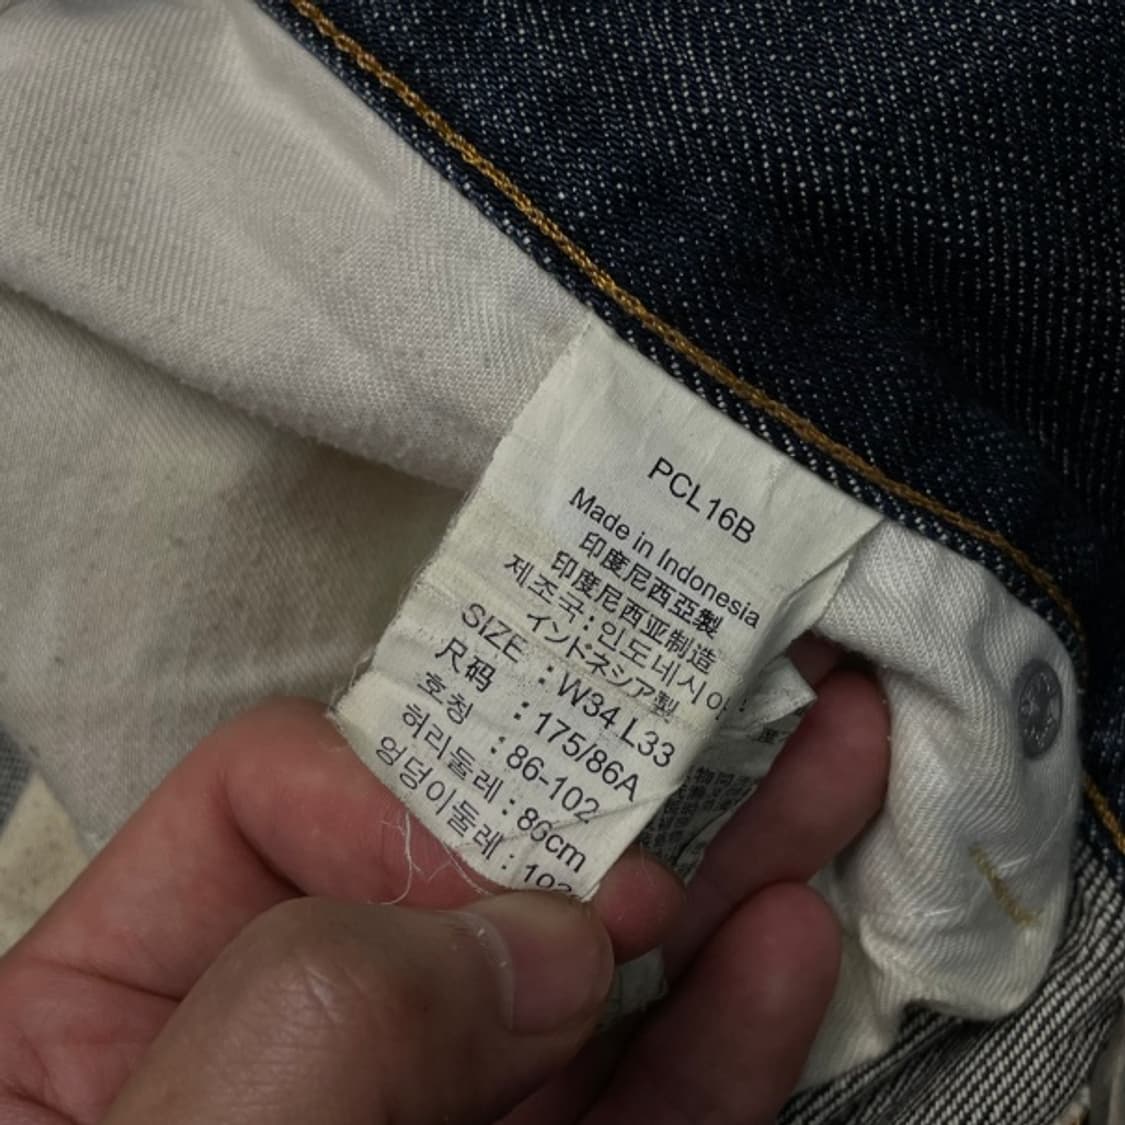 PCL16B
Made in Indonesia
印度尼西亞製
印度尼西亚制造
제조국:인도네시아
インドネシア製
SIZE : W34 L33
尺码 : 175/86A
호칭 : 86-102
허리둘레 : 86cm
엉덩이둘레 :